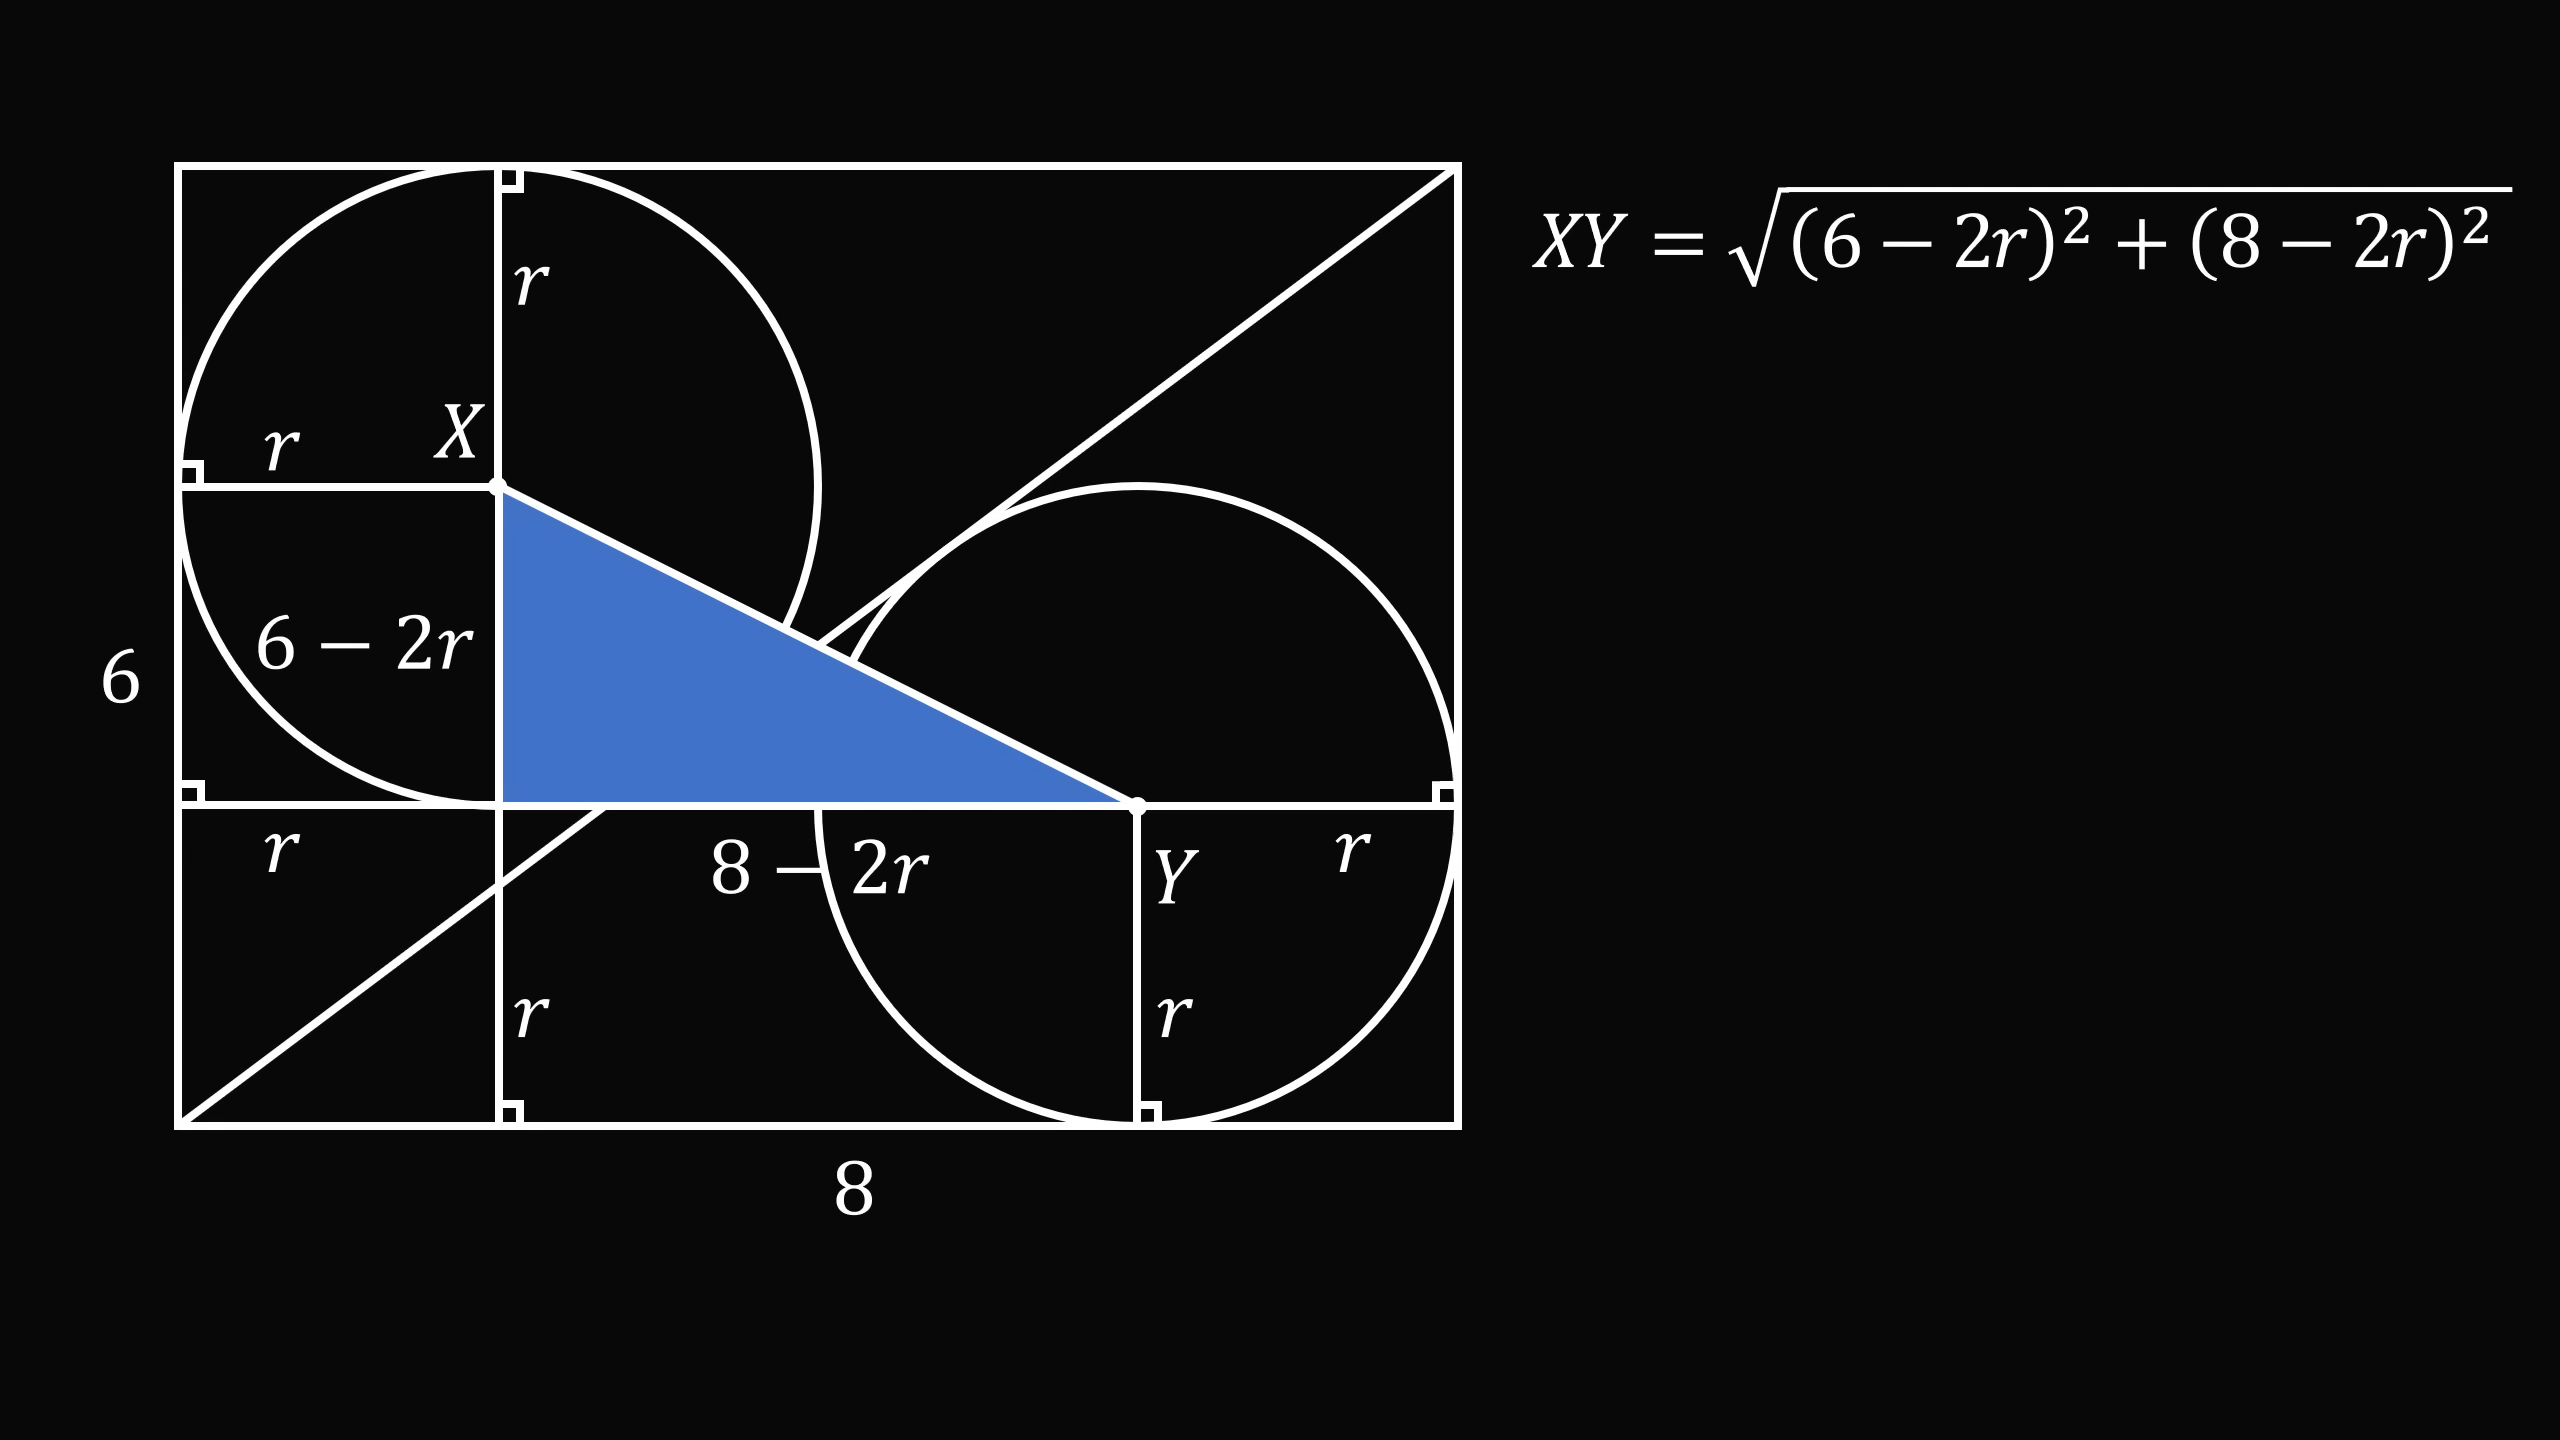 XY = √((6 − 2r)² + (8 − 2r)²)
r
X
r
6 − 2r
6
r
8 − 2r
Y
r
r
r
8